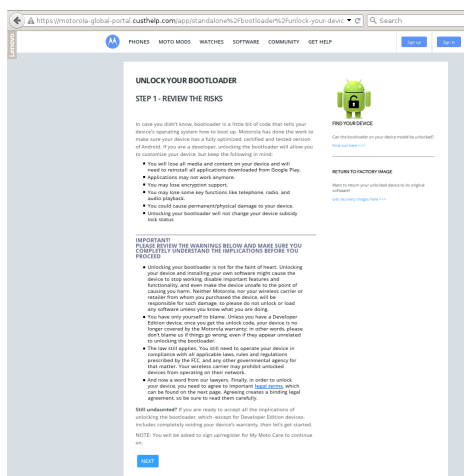 https://motorola-global-portal.custhelp.com/app/standalone%2Fbootloader%2Funlock-your-devic
Search
Lenovo
PHONES MOTO MODS WATCHES SOFTWARE COMMUNITY GET HELP
Sign up Sign in
UNLOCK YOUR BOOTLOADER
STEP 1 - REVIEW THE RISKS
In case you didn't know, bootloader is a little bit of code that tells your
device's operating system how to boot up. Motorola has done the work to
make sure your device has a fully optimized, certified and tested version
of Android. If you are a developer, unlocking the bootloader will allow you
to customise your device, but keep the following in mind:
You will lose all media and content on your device and will
need to reinstall all applications downloaded from Google Play.
Applications may not work anymore.
You may lose encryption support.
You may lose some key functions like telephone, radio, and
audio playback.
You could cause permanent/physical damage to your device.
Unlocking your bootloader will not change your device subsidy
lock status
IMPORTANT!
PLEASE REVIEW THE WARNINGS BELOW AND MAKE SURE YOU
COMPLETELY UNDERSTAND THE IMPLICATIONS BEFORE YOU
PROCEED
Unlocking your bootloader is not for the faint of heart. Unlocking
your device and installing your own software might cause the
device to stop working, disable important features and
functionality, and even make the device unsafe to the point of
causing you harm. Neither Motorola, nor your wireless carrier or
retailer from whom you purchased the device, will be
responsible for such damage, so please do not unlock or load
any software unless you know what you are doing.
You have only yourself to blame. Unless you have a Developer
Edition device, once you get the unlock code, your device is no
longer covered by the Motorola warranty; in other words, please
don't blame us if things go wrong, even if they appear unrelated
to unlocking the bootloader.
The law still applies. You still need to operate your device in
compliance with all applicable laws, rules and regulations
prescribed by the FCC, and any other governmental agency for
that matter. Your wireless carrier may prohibit unlocked
devices from operating on their network.
And now a word from our lawyers. Finally, in order to unlock
your device, you need to agree to important legal terms, which
can be found on the next page. Agreeing creates a binding legal
agreement, so be sure to read them carefully.
Still undaunted? If you are ready to accept all the implications of
unlocking the bootloader, which -except for Developer Edition devices-
includes completely voiding your device's warranty, then let's get started.
NOTE: You will be asked to sign up/register for My Moto Care to continue
on.
NEXT
FIND YOUR DEVICE
Can the bootloader on your device model be unlocked?
Find out here >>>
RETURN TO FACTORY IMAGE
Want to return your unlocked device to its original
software?
Get recovery images here >>>